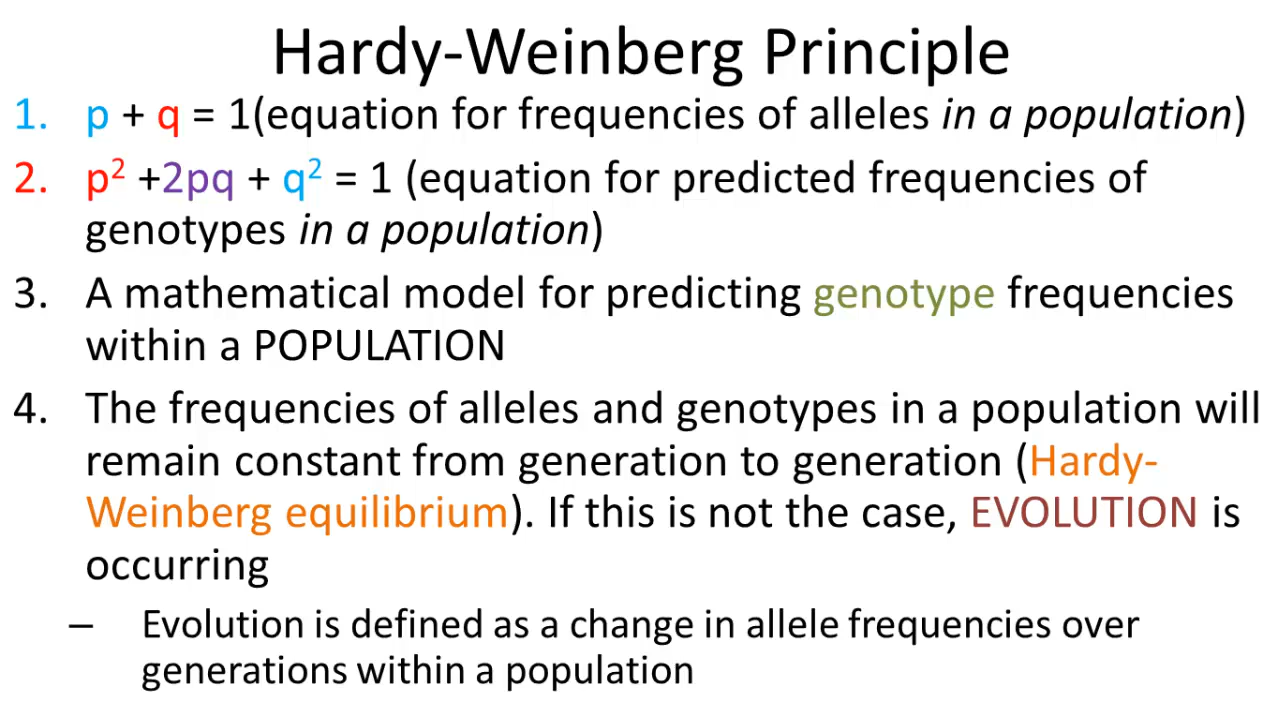 Hardy-Weinberg Principle
1. p + q = 1(equation for frequencies of alleles in a population)
2. p² +2pq + q² = 1 (equation for predicted frequencies of
genotypes in a population)
3. A mathematical model for predicting genotype frequencies
within a POPULATION
4. The frequencies of alleles and genotypes in a population will
remain constant from generation to generation (Hardy-
Weinberg equilibrium). If this is not the case, EVOLUTION is
occurring
– Evolution is defined as a change in allele frequencies over
generations within a population